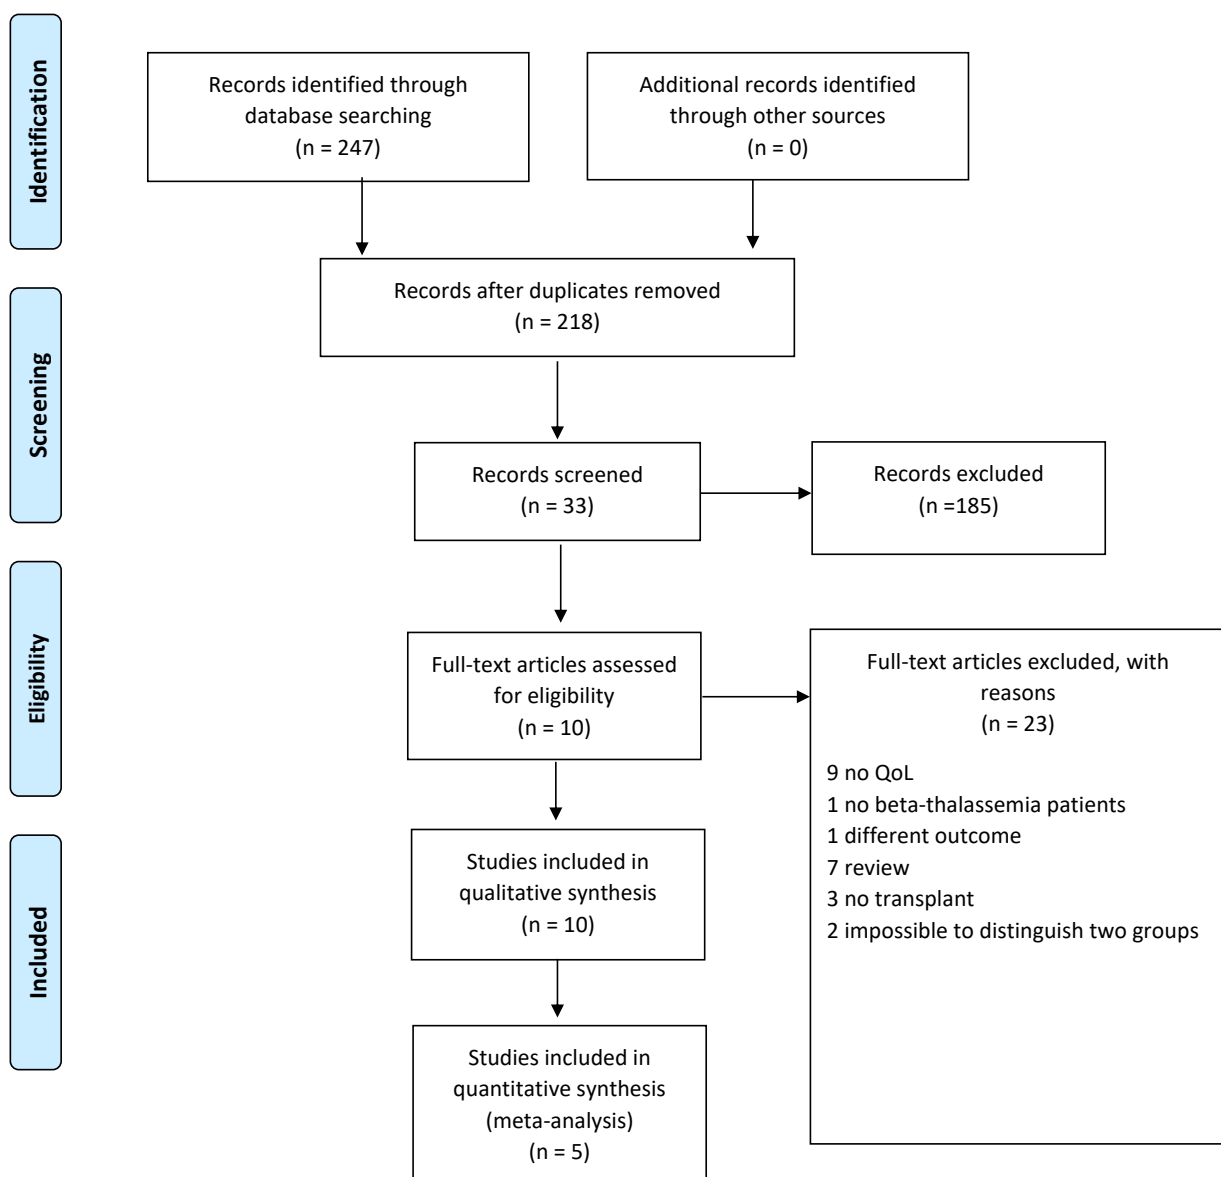 Identification
Records identified through
database searching
(n = 247)
Additional records identified
through other sources
(n = 0)
Records after duplicates removed
(n = 218)
Screening
Records screened
(n = 33)
Records excluded
(n =185)
Eligibility
Full-text articles assessed
for eligibility
(n = 10)
Full-text articles excluded, with
reasons
(n = 23)
9 no QoL
1 no beta-thalassemia patients
1 different outcome
7 review
3 no transplant
2 impossible to distinguish two groups
Included
Studies included in
qualitative synthesis
(n = 10)
Studies included in
quantitative synthesis
(meta-analysis)
(n = 5)